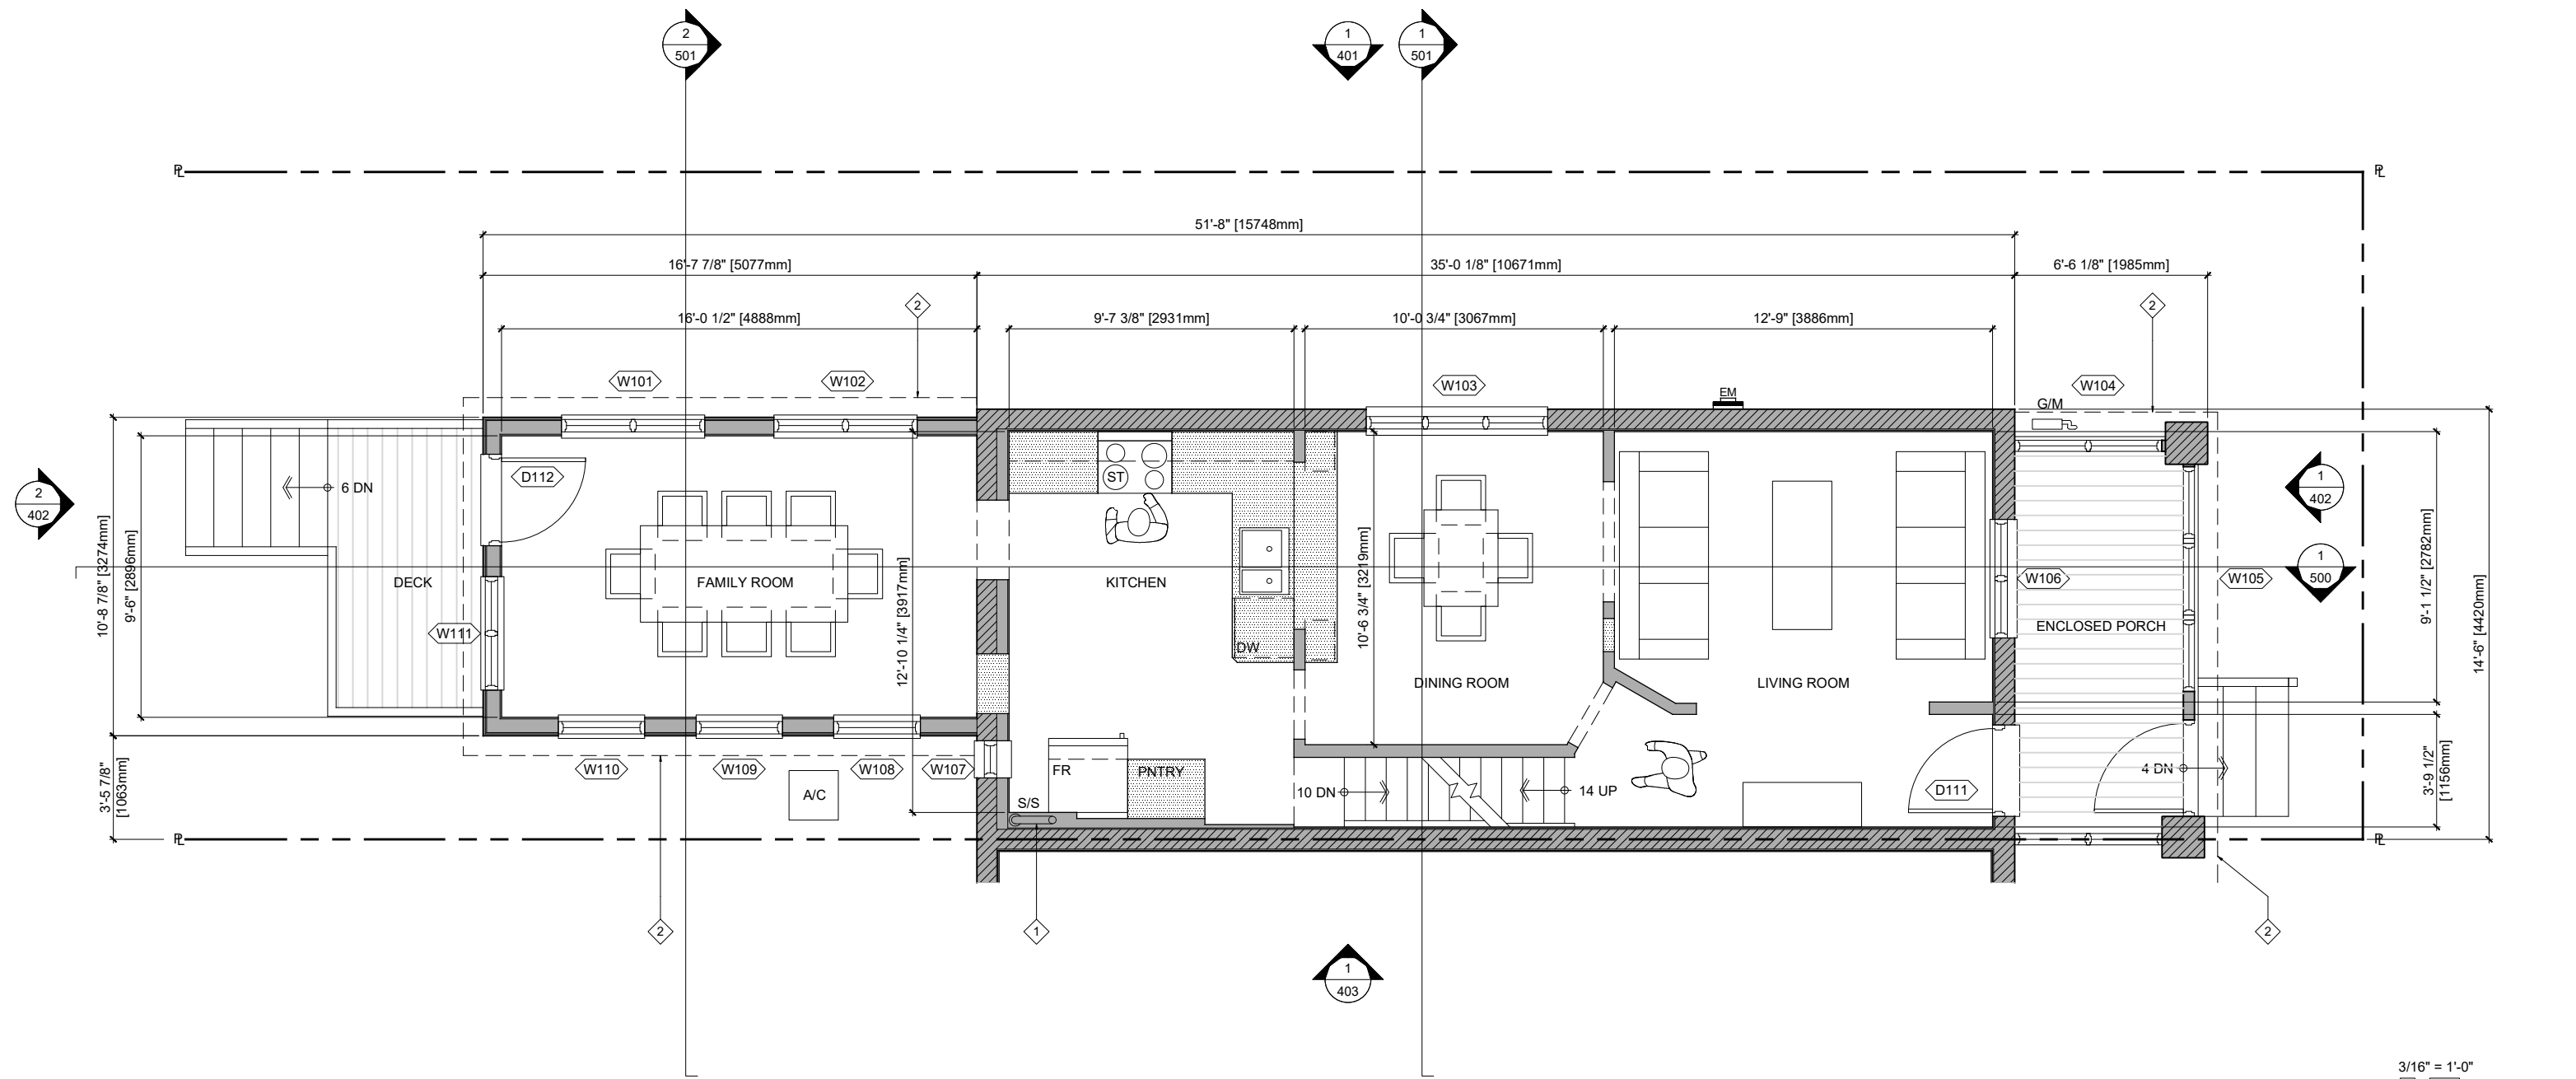 2
501
1
401
1
501
PL
PL
51'-8" [15748mm]
16'-7 7/8" [5077mm]
35'-0 1/8" [10671mm]
6'-6 1/8" [1985mm]
2
2
16'-0 1/2" [4888mm]
9'-7 3/8" [2931mm]
10'-0 3/4" [3067mm]
12'-9" [3886mm]
W101
W102
W103
EM
W104
G/M
D112
ST
6 DN
2
402
1
402
10'-8 7/8" [3274mm]
9'-6" [2896mm]
DECK
FAMILY ROOM
12'-10 1/4" [3917mm]
KITCHEN
10'-6 3/4" [3219mm]
W106
W105
1
500
9'-1 1/2" [2782mm]
14'-6" [4420mm]
W111
ENCLOSED PORCH
DW
DINING ROOM
LIVING ROOM
3'-5 7/8"
[1063mm]
W110
W109
W108
W107
FR
PNTRY
4 DN
A/C
S/S
10 DN
14 UP
D111
3'-9 1/2"
[1156mm]
PL
PL
2
1
2
1
403
3/16" = 1'-0"